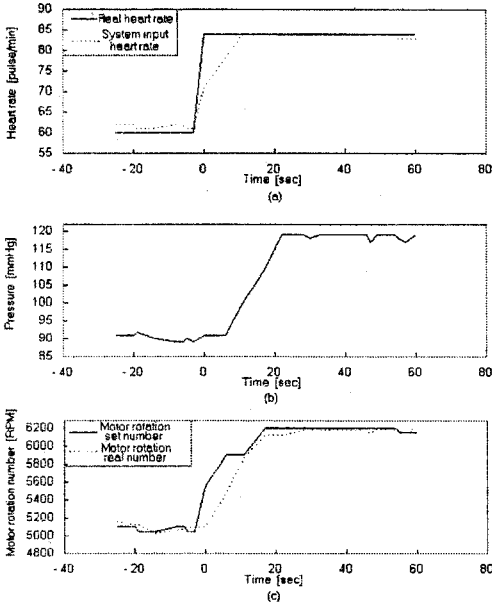 Real heart rate
System input
heart rate
Heart rate [pulse/min]
90
85
80
75
70
65
60
55
- 40
- 20
0
20
40
60
80
Time [sec]
(a)
Pressure [mmHg]
120
115
110
105
100
95
90
85
- 40
- 20
0
20
40
60
80
Time [sec]
(b)
Motor rotation
set number
Motor rotation
real number
Motor rotation number [RPM]
6200
6000
5800
5600
5400
5200
5000
4800
- 40
- 20
0
20
40
60
80
Time [sec]
(c)